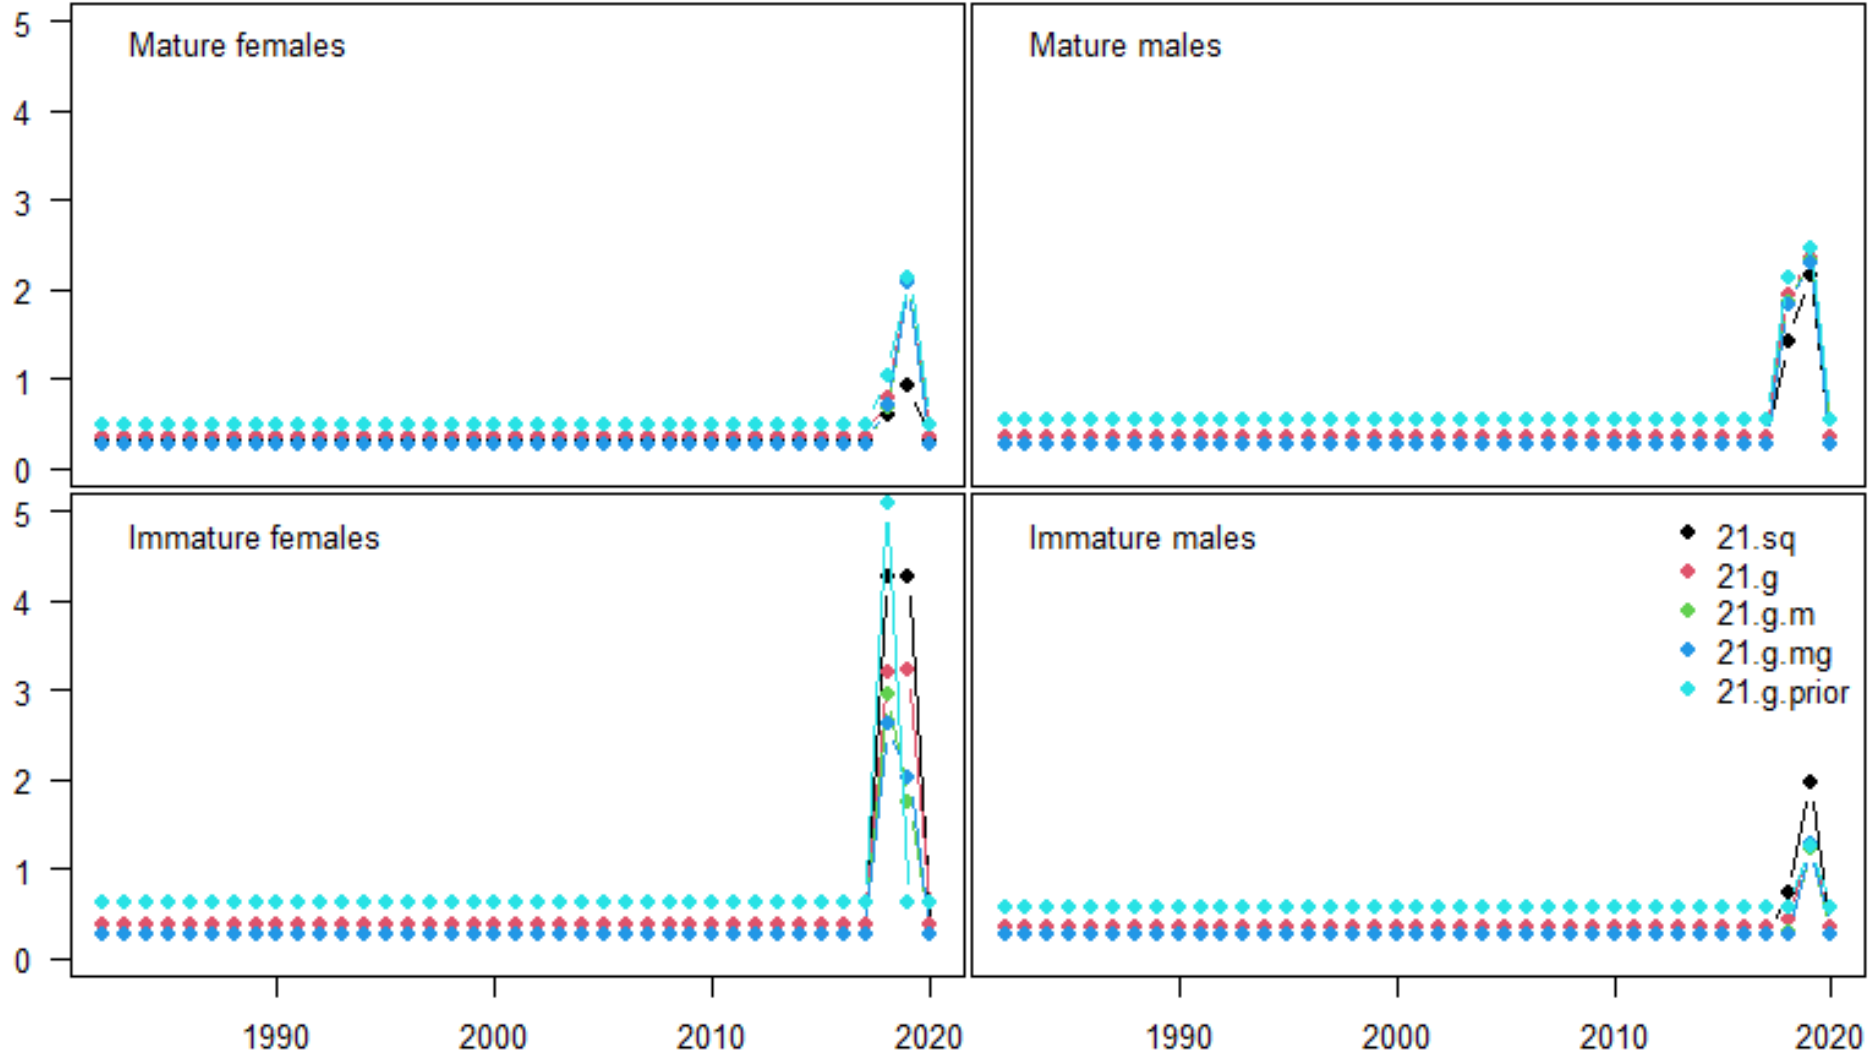 Mature females
Mature males
5
4
3
2
1
0
Immature females
Immature males
5
4
3
2
1
0
21.sq
21.g
21.g.m
21.g.mg
21.g.prior
1990 2000 2010 2020
1990 2000 2010 2020